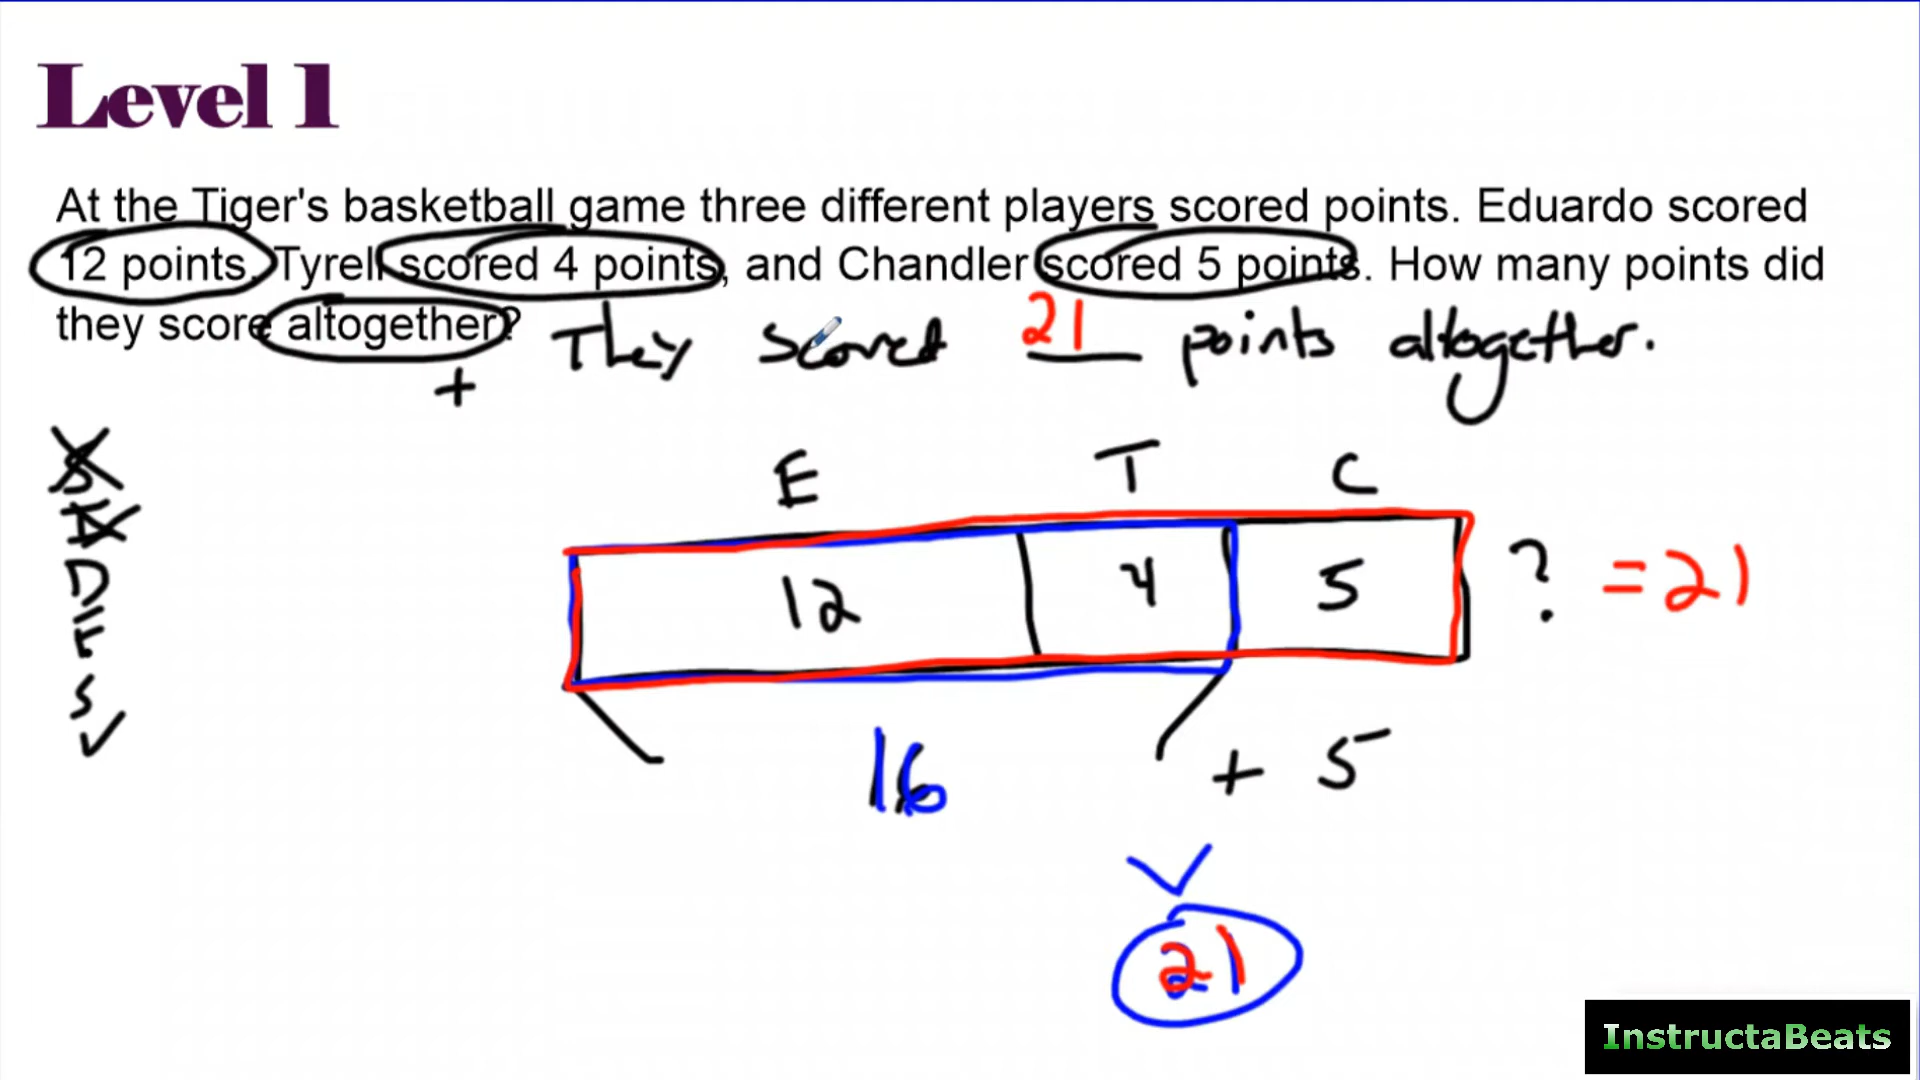 Level 1
At the Tiger's basketball game three different players scored points. Eduardo scored
12 points, Tyrell scored 4 points, and Chandler scored 5 points. How many points did
they score altogether? They scored 21 points altogether.
+
S
A
D
F
S
✓
E T C
12 4 5 ? = 21
16 + 5
21
InstructaBeats